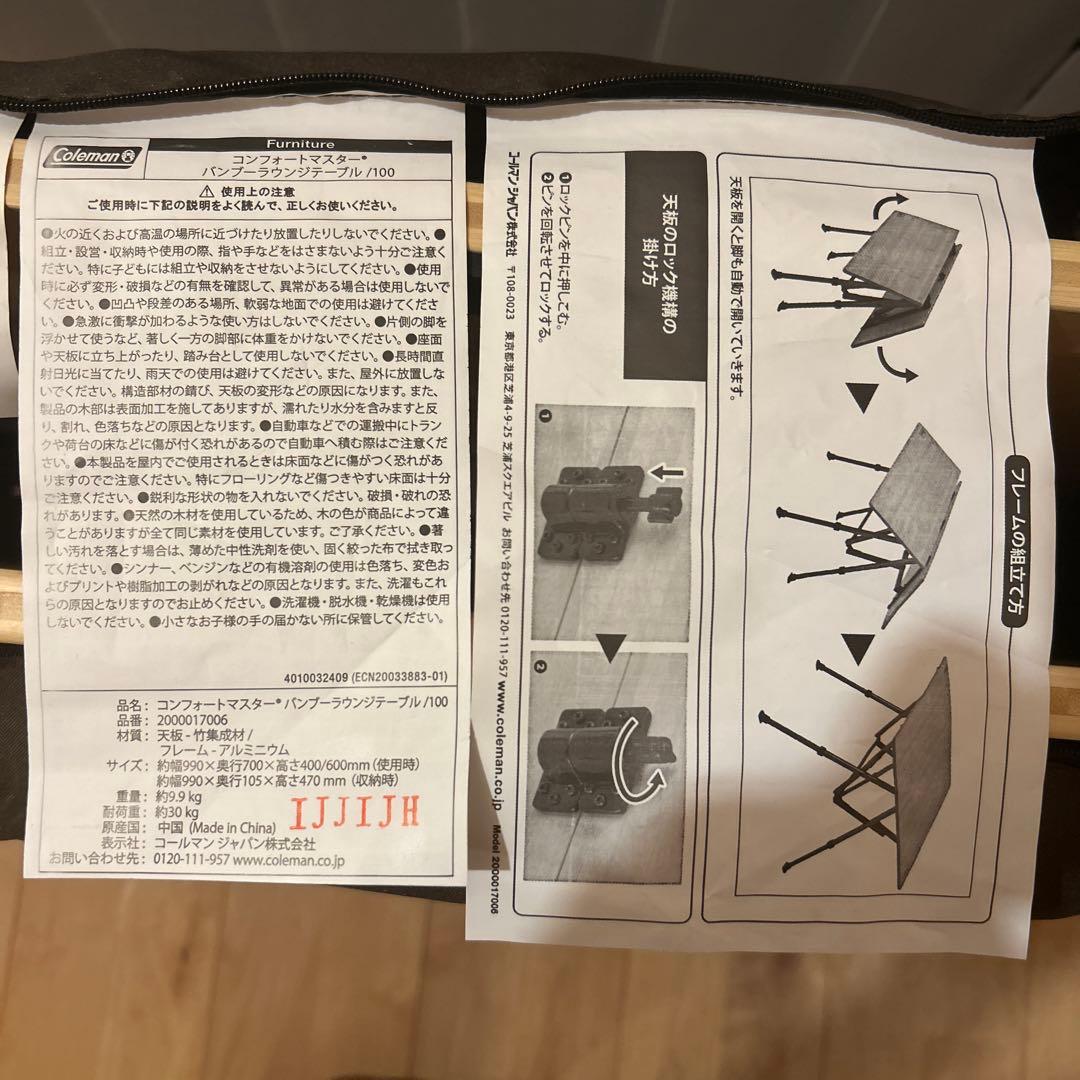 Coleman
Furniture
コンフォートマスター®
バンブーラウンジテーブル /100
⚠ 使用上の注意
ご使用時に下記の説明をよく読んで、正しくお使いください。
●火の近くおよび高温の場所に近づけたり放置したりしないでください。●
組立・設営・収納時や使用の際、指や手などをはさまないよう十分ご注意く
ださい。特に子どもには組立や収納をさせないようにしてください。●使用
時に必ず変形・破損などの有無を確認して、異常がある場合は使用しないで
ください。●凹凸や段差のある場所、軟弱な地面での使用は避けてくださ
い。●急激に衝撃が加わるような使い方はしないでください。●片側の脚を
浮かせて使うなど、著しく一方の脚部に体重をかけないでください。●座面
や天板に立ち上がったり、踏み台として使用しないでください。●長時間直
射日光に当てたり、雨天での使用は避けてください。また、屋外に放置しな
いでください。構造部材の錆び、天板の変形などの原因になります。また、
製品の木部は表面加工を施してありますが、濡れたり水分を含みますと反
り、割れ、色落ちなどの原因となります。●自動車などでの運搬中にトラン
クや荷台の床などに傷が付く恐れがあるので自動車へ積む際はご注意くだ
さい。●本製品を屋内でご使用されるときは床面などに傷がつく恐れがあ
りますのでご注意ください。特にフローリングなど傷つきやすい床面は十分
ご注意ください。●鋭利な形状の物を入れないでください。破損・破れの恐
れがあります。●天然の木材を使用しているため、木の色が商品によって違
うことがありますが全て同じ素材を使用しています。ご了承ください。●著
しい汚れを落とす場合は、薄めた中性洗剤を使い、固く絞った布で拭き取っ
てください。●シンナー、ベンジンなどの有機溶剤の使用は色落ち、変色お
よびプリントや樹脂加工の剥がれなどの原因となります。また、洗濯もこれ
らの原因となりますのでお止めください。●洗濯機・脱水機・乾燥機は使用
しないでください。●小さなお子様の手の届かない所に保管してください。
4010032409 (ECN20033883-01)
品名： コンフォートマスター® バンブーラウンジテーブル /100
品番： 2000017006
材質： 天板 - 竹集成材 /
フレーム - アルミニウム
サイズ： 約幅990×奥行700×高さ400/600mm（使用時）
約幅990×奥行105×高さ470 mm（収納時）
重量： 約9.9 kg
耐荷重： 約30 kg
原産国： 中国 (Made in China)
IJJIJH
表示社： コールマン ジャパン株式会社
お問い合わせ先： 0120-111-957 www.coleman.co.jp
フレームの組立て方
天板を開くと脚も自動で開いていきます。
天板のロック機構の
掛け方
❶ロックピンを中に押しこむ。
❷ピンを回転させてロックする。
❶
❷
コールマン ジャパン株式会社 〒108-0023 東京都港区芝浦4-9-25 芝浦スクエアビル お問い合わせ先 0120-111-957 www.coleman.co.jp Model 2000017006